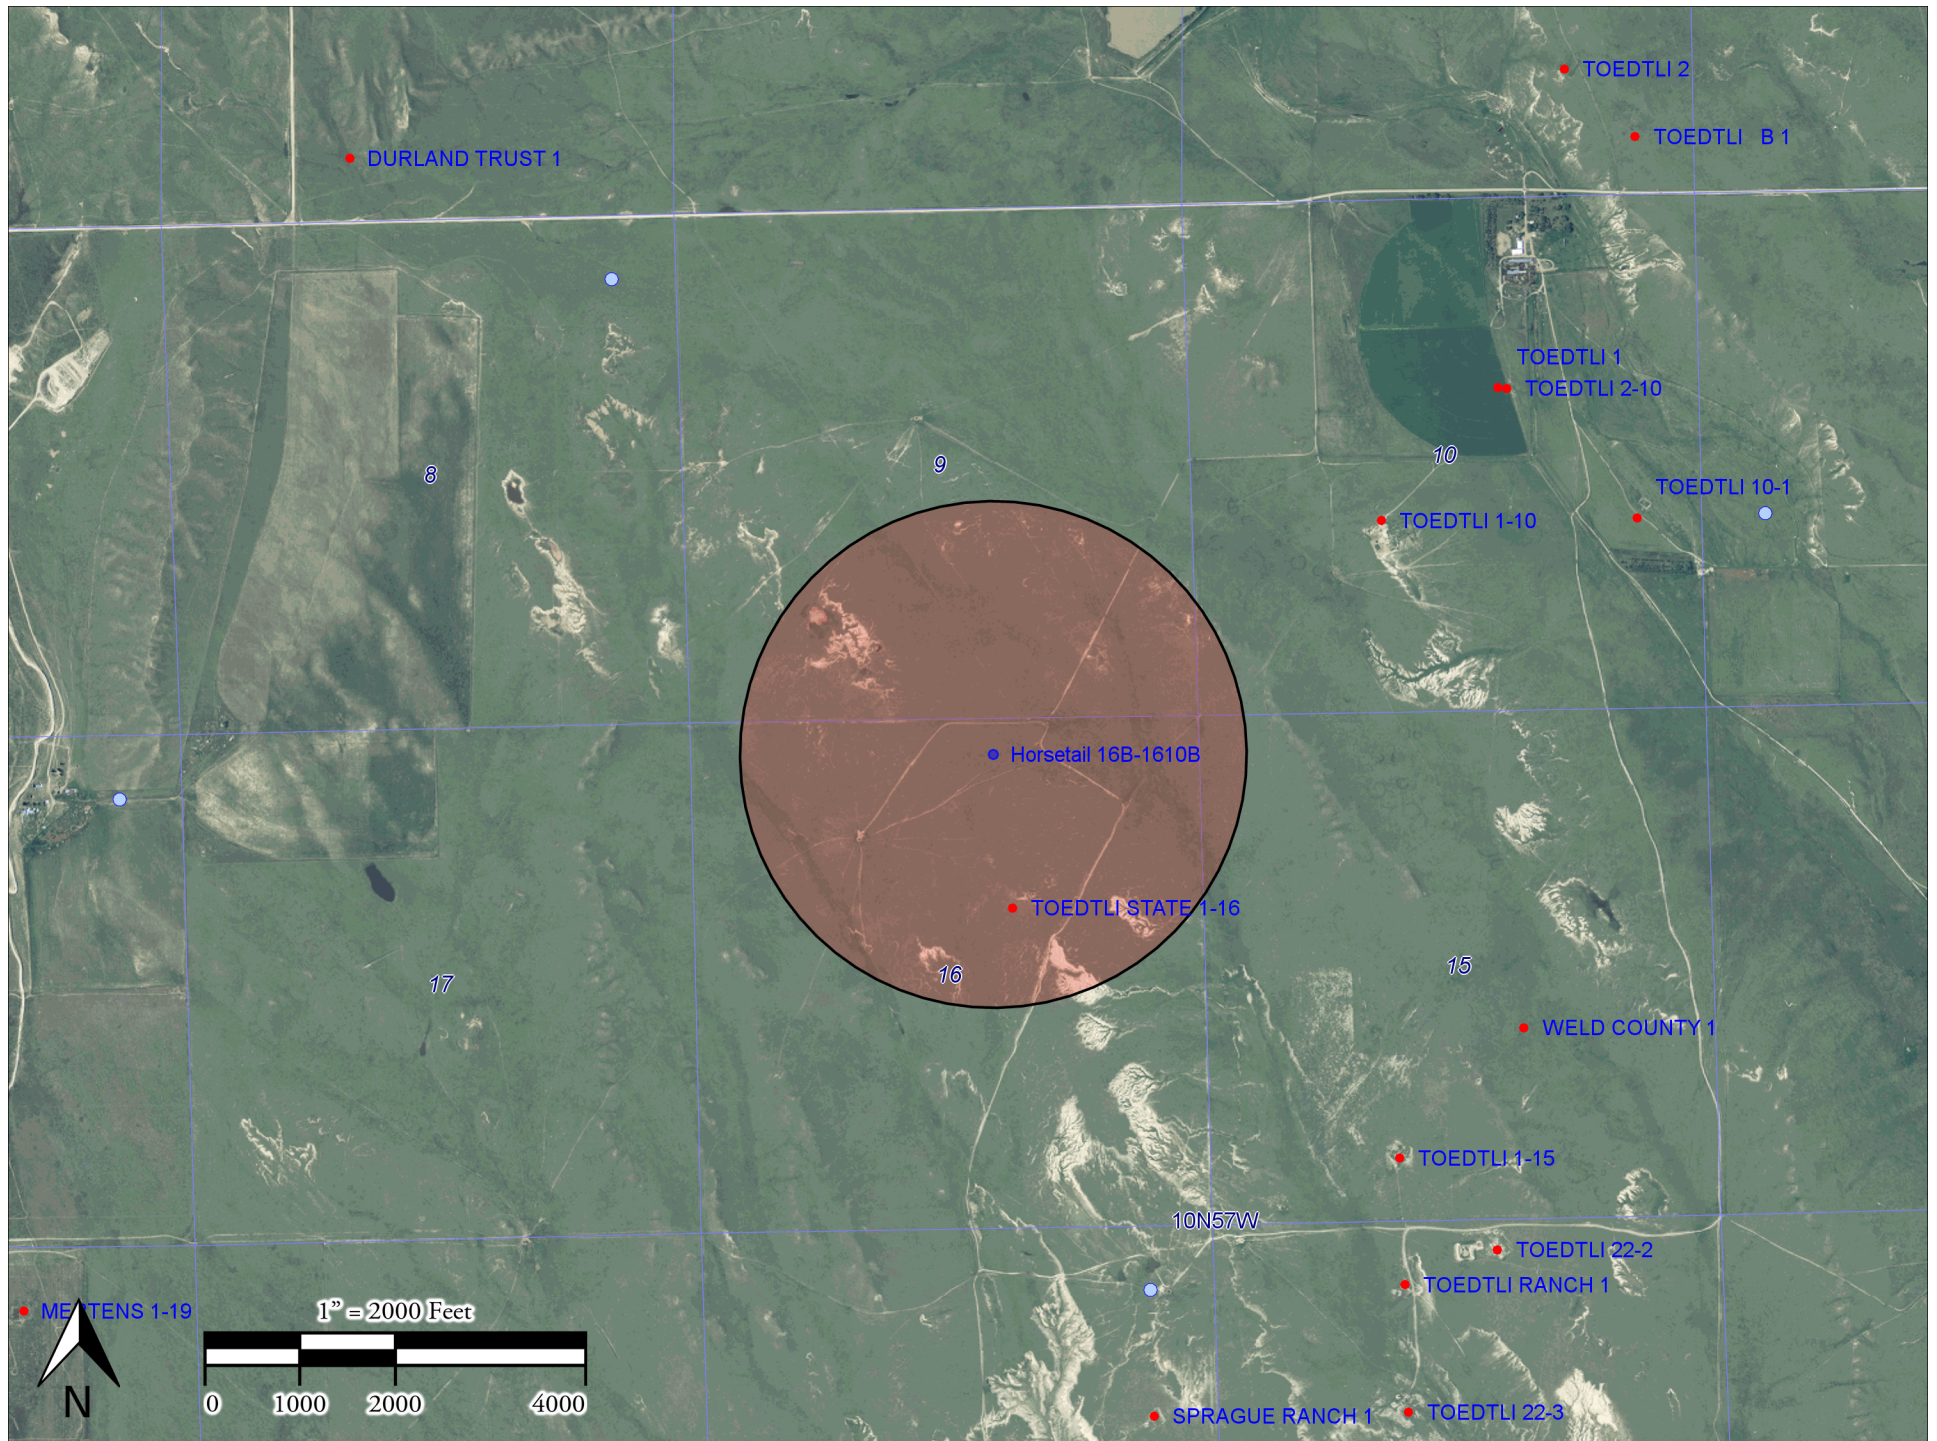 TOEDTLI 2
TOEDTLI   B 1
DURLAND TRUST 1
TOEDTLI 1
TOEDTLI 2-10
10
9
8
TOEDTLI 10-1
TOEDTLI 1-10
Horsetail 16B-1610B
TOEDTLI STATE 1-16
15
16
17
WELD COUNTY 1
TOEDTLI 1-15
10N57W
TOEDTLI 22-2
TOEDTLI RANCH 1
MERTENS 1-19
1” = 2000 Feet
0 1000 2000 4000
N
TOEDTLI 22-3
SPRAGUE RANCH 1